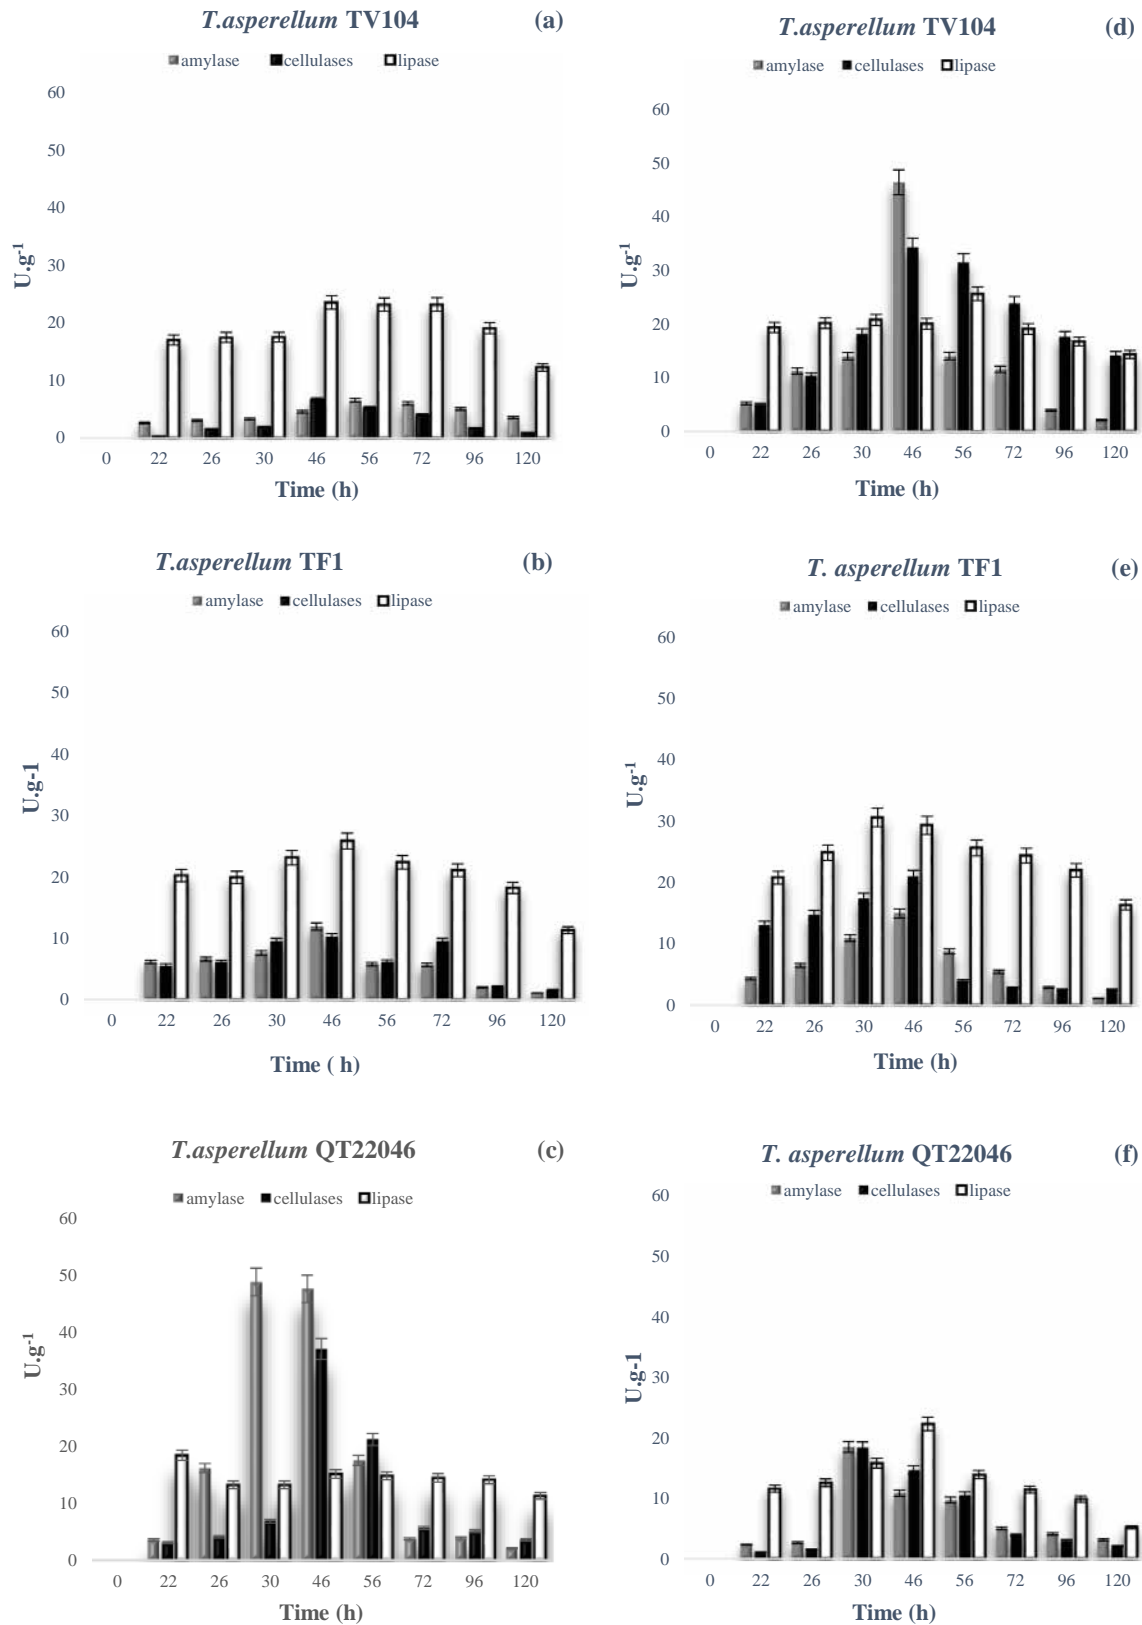 T.asperellum TV104 (a)
amylase cellulases lipase
60
50
40
30
20
10
0
U.g-1
0 22 26 30 46 56 72 96 120
Time (h)
T.asperellum TV104 (d)
amylase cellulases lipase
60
50
40
30
20
10
0
U.g-1
0 22 26 30 46 56 72 96 120
Time (h)
T.asperellum TF1 (b)
amylase cellulases lipase
60
50
40
30
20
10
0
U.g-1
0 22 26 30 46 56 72 96 120
Time ( h)
T. asperellum TF1 (e)
amylase cellulases lipase
60
50
40
30
20
10
0
U.g-1
0 22 26 30 46 56 72 96 120
Time (h)
T.asperellum QT22046 (c)
amylase cellulases lipase
60
50
40
30
20
10
0
U.g-1
0 22 26 30 46 56 72 96 120
Time (h)
T. asperellum QT22046 (f)
amylase cellulases lipase
60
50
40
30
20
10
0
U.g-1
0 22 26 30 46 56 72 96 120
Time (h)